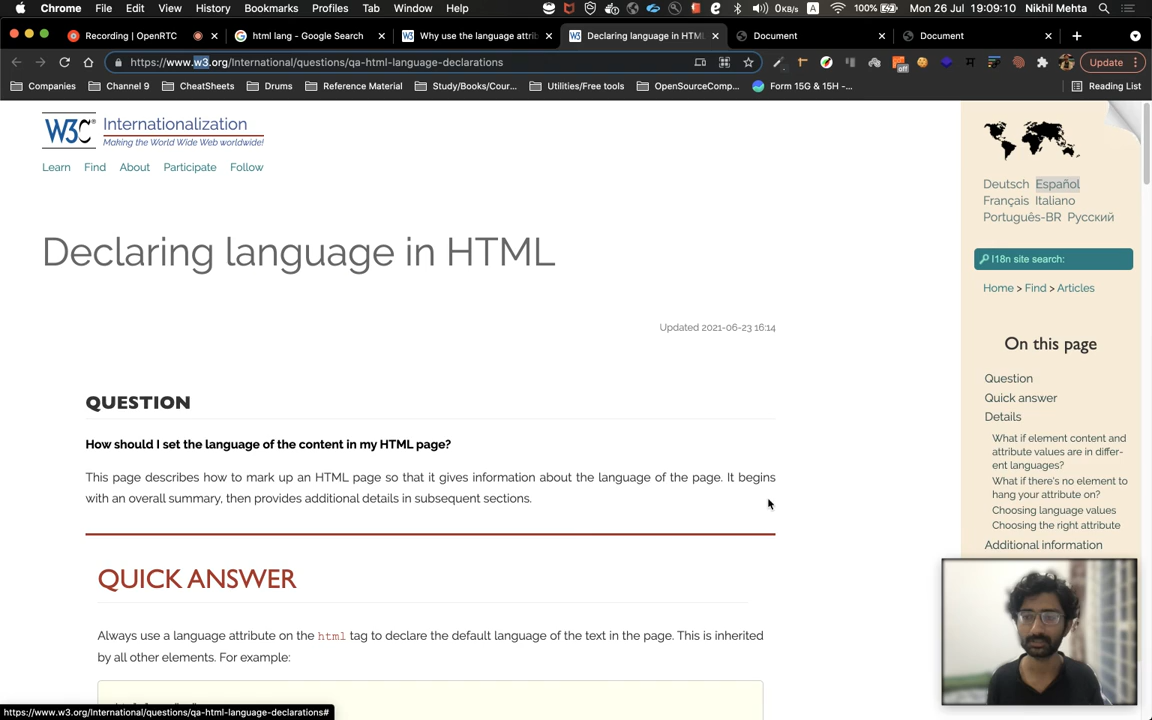 Chrome File Edit View History Bookmarks Profiles Tab Window Help 0 KB/s A 100% Mon 26 Jul 19:09:10 Nikhil Mehta
Recording | OpenRTC html lang - Google Search Why use the language attrib Declaring language in HTML Document Document
https://www.w3.org/International/questions/qa-html-language-declarations off Update
Companies Channel 9 CheatSheets Drums Reference Material Study/Books/Cour... Utilities/Free tools OpenSourceComp... Form 15G & 15H -... Reading List
W3C® Internationalization
Making the World Wide Web worldwide!
Learn Find About Participate Follow
Deutsch Español
Français Italiano
Português-BR Русский
Declaring language in HTML
I18n site search:
Home > Find > Articles
Updated 2021-06-23 16:14
On this page
Question
Quick answer
Details
What if element content and
attribute values are in differ-
ent languages?
What if there's no element to
hang your attribute on?
Choosing language values
Choosing the right attribute
Additional information
QUESTION
How should I set the language of the content in my HTML page?
This page describes how to mark up an HTML page so that it gives information about the language of the page. It begins
with an overall summary, then provides additional details in subsequent sections.
QUICK ANSWER
Always use a language attribute on the html tag to declare the default language of the text in the page. This is inherited
by all other elements. For example:
https://www.w3.org/International/questions/qa-html-language-declarations#